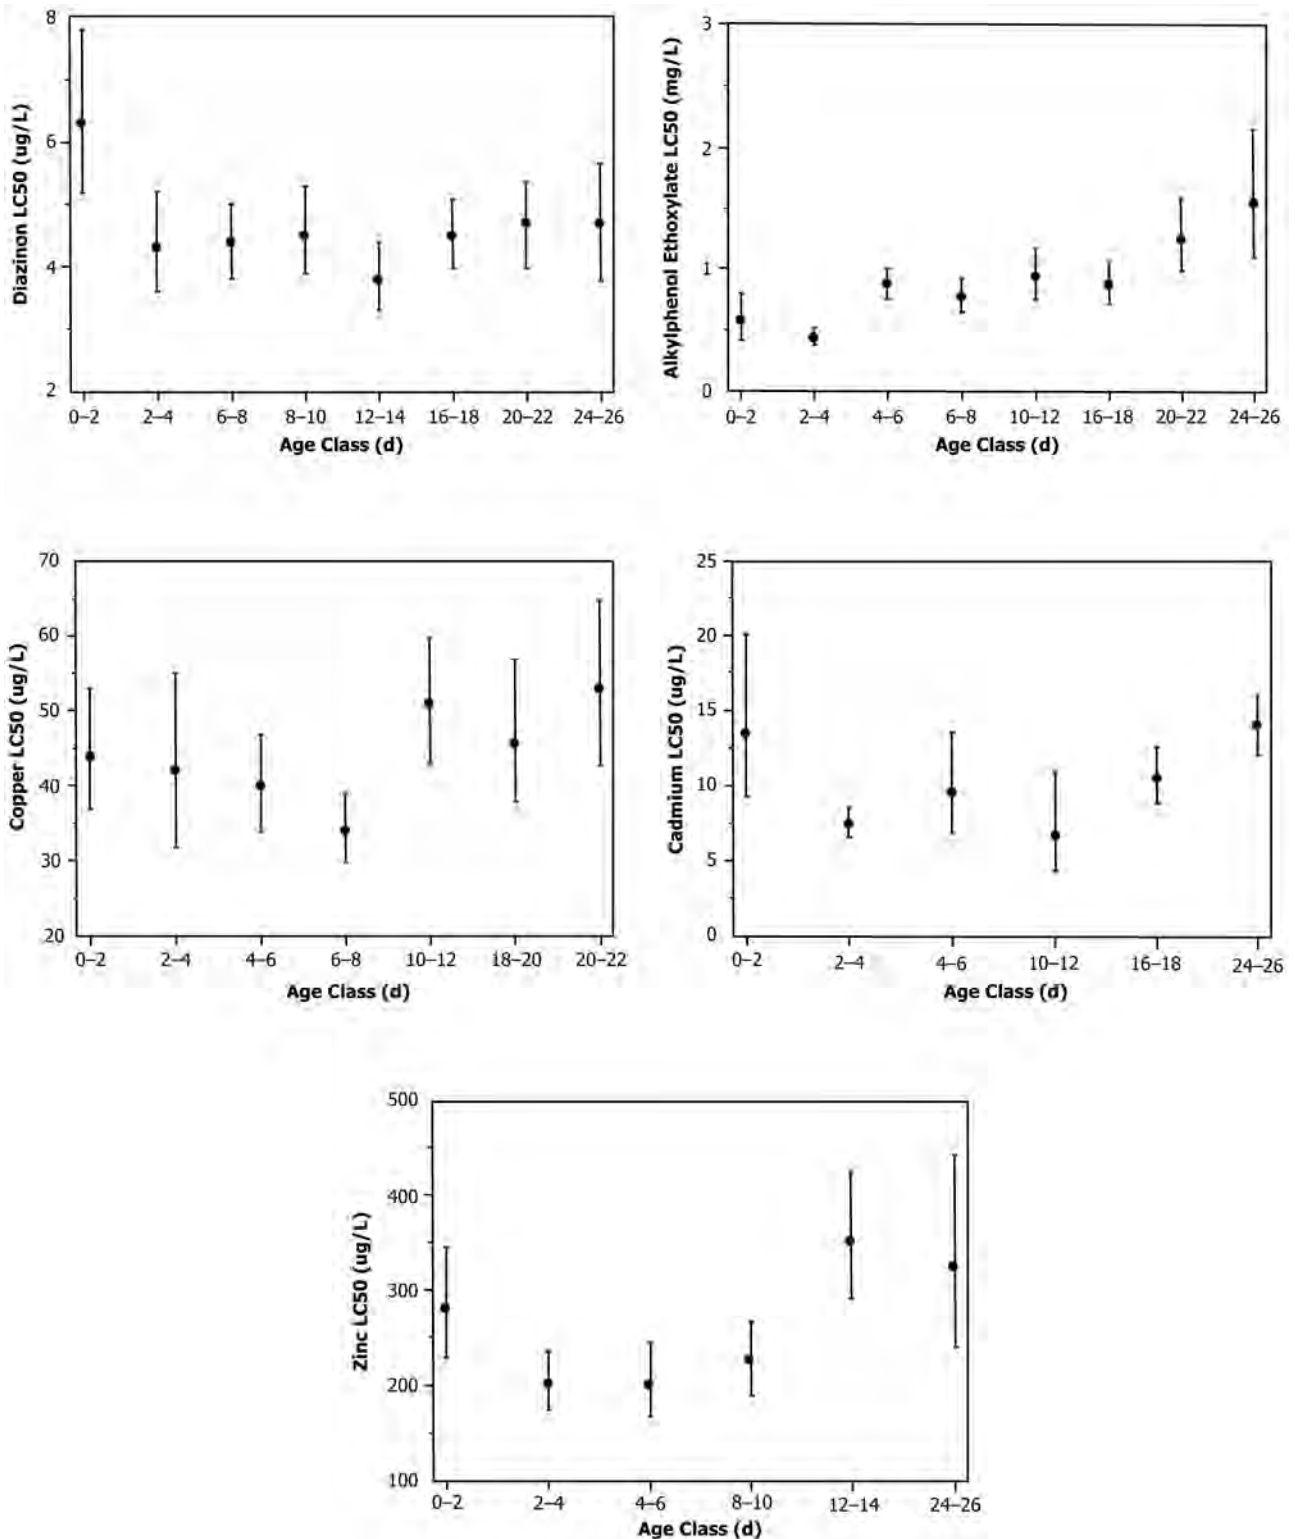 8
6
4
2
Diazinon LC50 (ug/L)
0–2 2–4 6–8 8–10 12–14 16–18 20–22 24–26
Age Class (d)
3
2
1
0
Alkylphenol Ethoxylate LC50 (mg/L)
0–2 2–4 4–6 6–8 10–12 16–18 20–22 24–26
Age Class (d)
70
60
50
40
30
20
Copper LC50 (ug/L)
0–2 2–4 4–6 6–8 10–12 18–20 20–22
Age Class (d)
25
20
15
10
5
0
Cadmium LC50 (ug/L)
0–2 2–4 4–6 10–12 16–18 24–26
Age Class (d)
500
400
300
200
100
Zinc LC50 (ug/L)
0–2 2–4 4–6 8–10 12–14 24–26
Age Class (d)